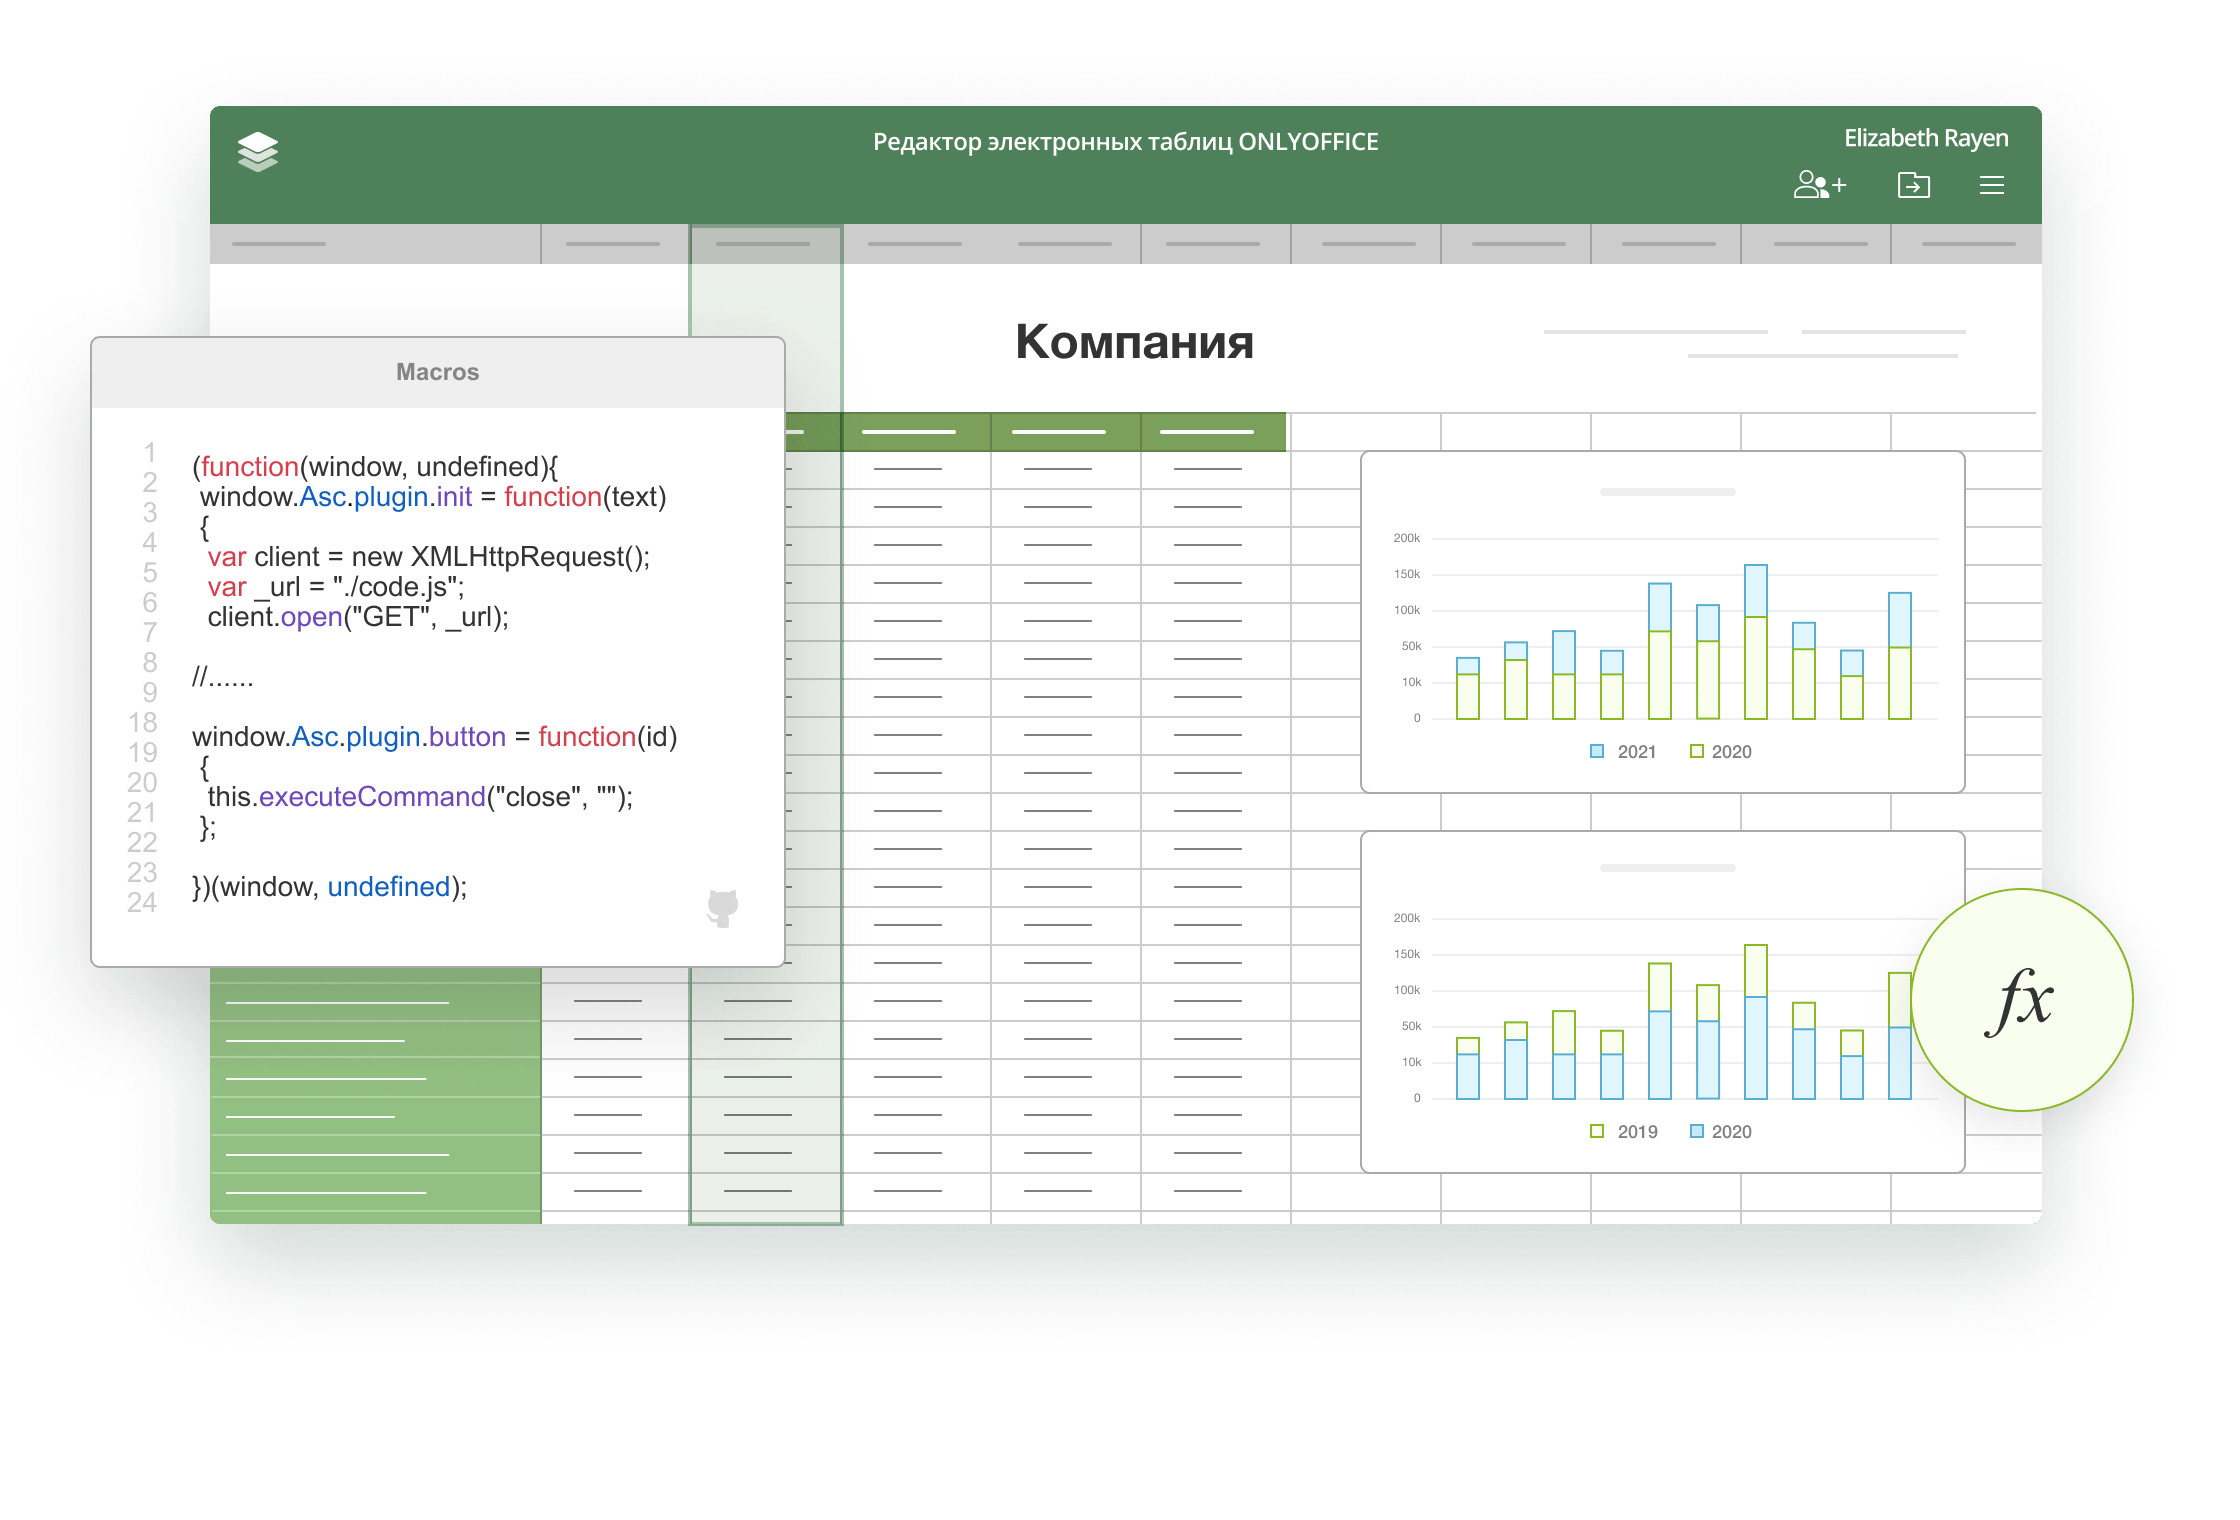 Редактор электронных таблиц ONLYOFFICE
Elizabeth Rayen
Компания
Macros
1
2
3
4
5
6
7
8
9
18
19
20
21
22
23
24
(function(window, undefined){
window.Asc.plugin.init = function(text)
{
var client = new XMLHttpRequest();
var _url = "./code.js";
client.open("GET", _url);
//......
window.Asc.plugin.button = function(id)
{
this.executeCommand("close", "");
};
})(window, undefined);
200k
150k
100k
50k
10k
0
2021 2020
200k
150k
100k
50k
10k
0
2019 2020
fx